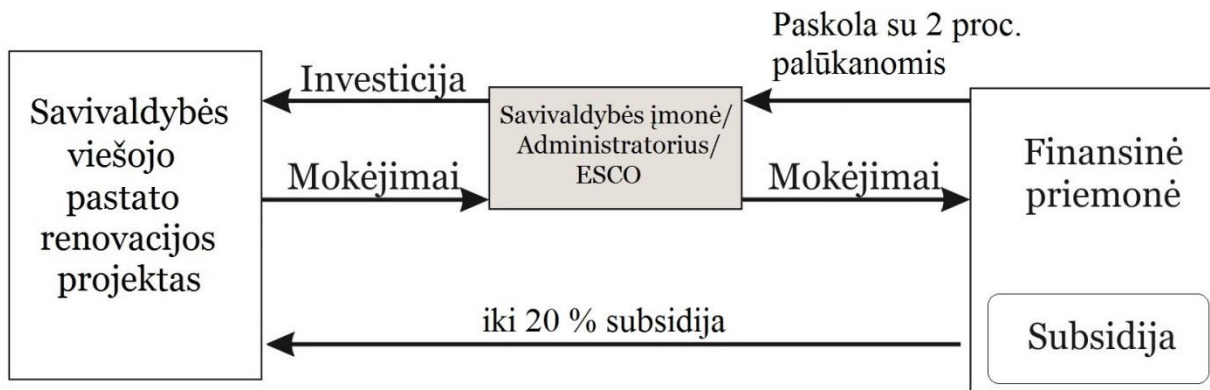 Paskola su 2 proc.
palūkanomis
Investicija
Savivaldybės
viešojo
pastato
renovacijos
projektas
Savivaldybės įmonė/
Administratorius/
ESCO
Finansinė
priemonė
Mokėjimai
Mokėjimai
iki 20 % subsidija
Subsidija